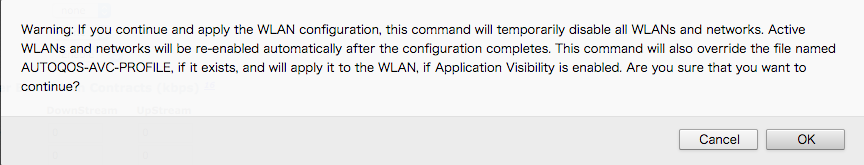 Warning: If you continue and apply the WLAN configuration, this command will temporarily disable all WLANs and networks. Active
WLANs and networks will be re-enabled automatically after the configuration completes. This command will also override the file named
AUTOQOS-AVC-PROFILE, if it exists, and will apply it to the WLAN, if Application Visibility is enabled. Are you sure that you want to
continue?
Cancel OK